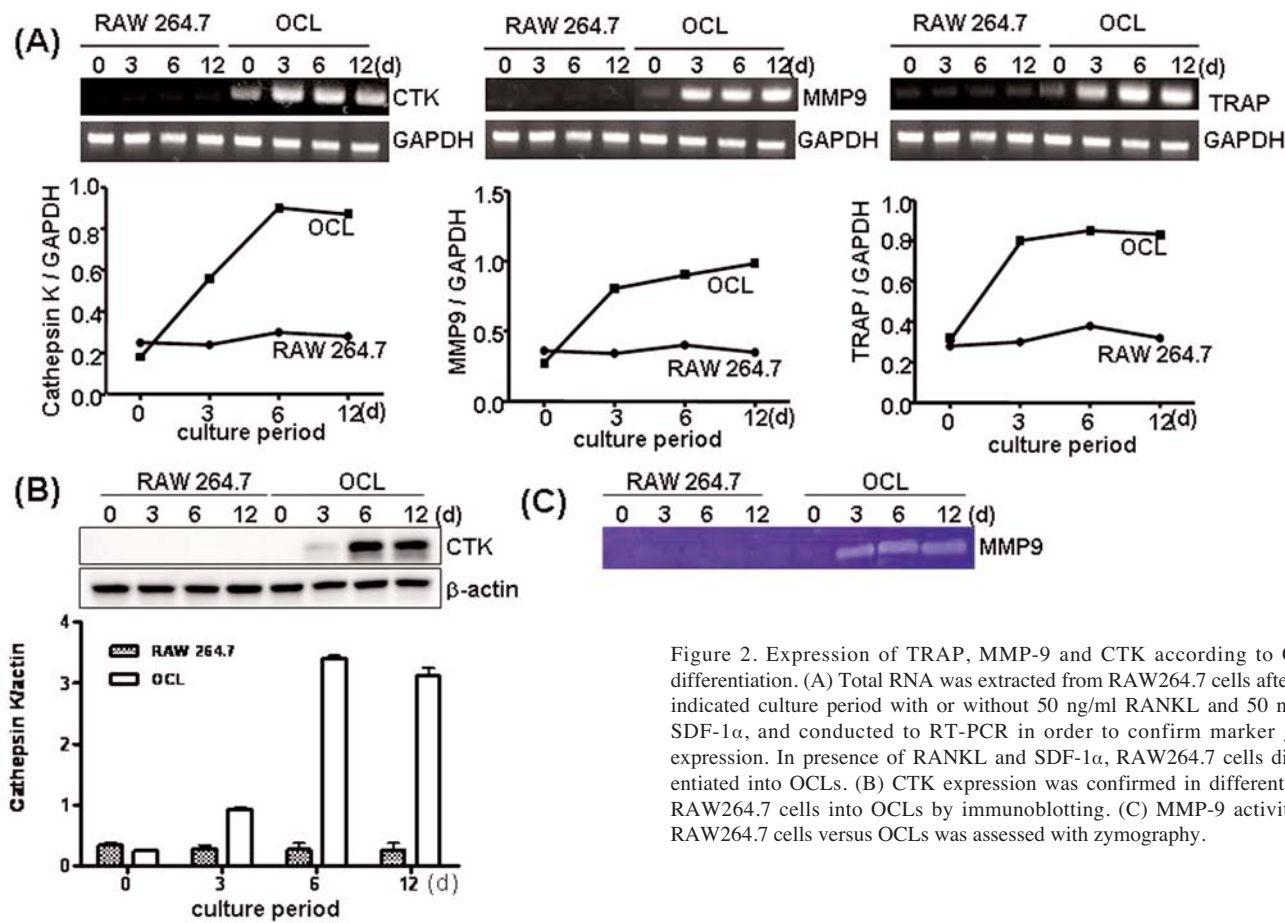 (A)
RAW 264.7 OCL
0 3 6 12 0 3 6 12(d)
CTK
GAPDH
1.0
0.8
0.6
0.4
0.2
0.0
Cathepsin K / GAPDH
OCL
RAW 264.7
0 3 6 12(d)
culture period
RAW 264.7 OCL
0 3 6 12 0 3 6 12(d)
MMP9
GAPDH
1.5
1.0
0.5
0.0
MMP9 / GAPDH
OCL
RAW 264.7
0 3 6 12(d)
culture period
RAW 264.7 OCL
0 3 6 12 0 3 6 12(d)
TRAP
GAPDH
1.0
0.8
0.6
0.4
0.2
0.0
TRAP / GAPDH
OCL
RAW 264.7
0 3 6 12(d)
culture period
(B)
RAW 264.7 OCL
0 3 6 12 0 3 6 12 (d)
CTK
β-actin
4
3
2
1
0
Cathepsin K/actin
RAW 264.7
OCL
0 3 6 12 (d)
culture period
(C)
RAW 264.7 OCL
0 3 6 12 0 3 6 12 (d)
MMP9
Figure 2. Expression of TRAP, MMP-9 and CTK according to
differentiation. (A) Total RNA was extracted from RAW264.7 cells after
indicated culture period with or without 50 ng/ml RANKL and 50
SDF-1α, and conducted to RT-PCR in order to confirm marker
expression. In presence of RANKL and SDF-1α, RAW264.7 cells
entiated into OCLs. (B) CTK expression was confirmed in
RAW264.7 cells into OCLs by immunoblotting. (C) MMP-9
RAW264.7 cells versus OCLs was assessed with zymography.